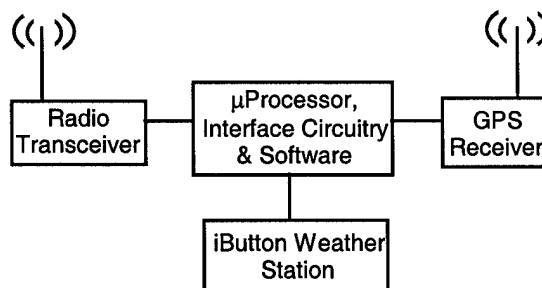 Radio
Transceiver
μProcessor,
Interface Circuitry
& Software
GPS
Receiver
iButton Weather
Station